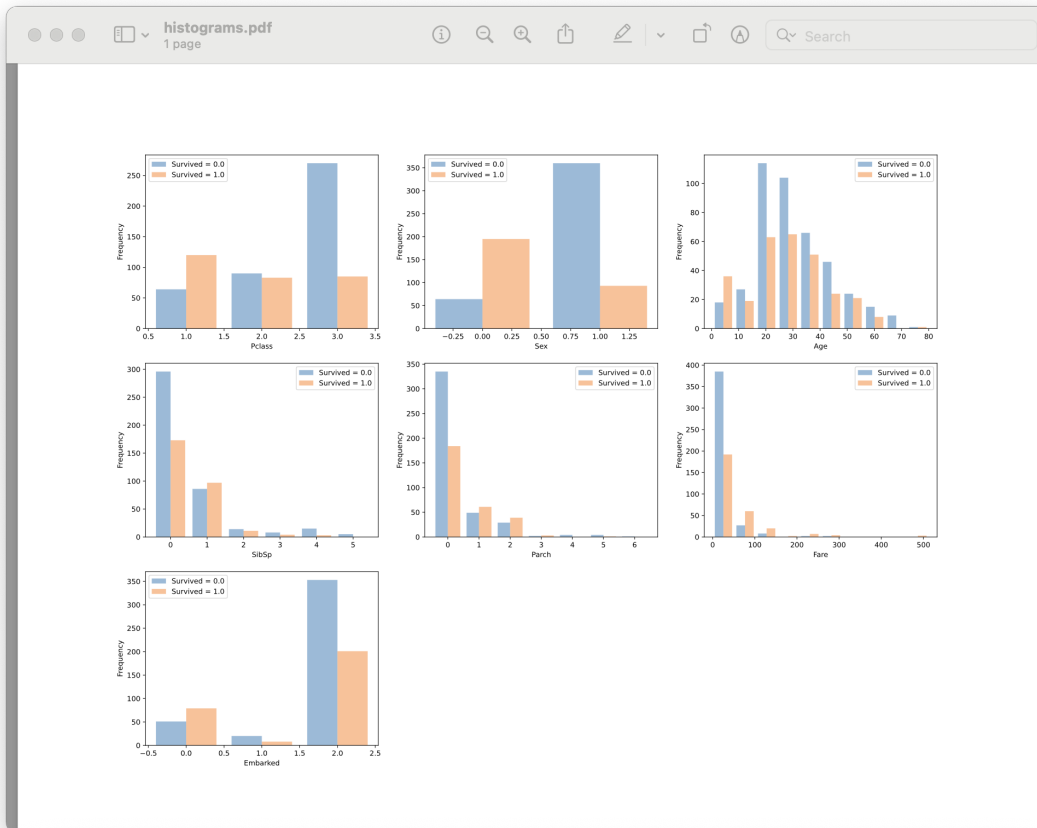 histograms.pdf
1 page
Search
Survived = 0.0
Survived = 1.0
Frequency
250
200
150
100
50
0
0.5 1.0 1.5 2.0 2.5 3.0 3.5
Pclass
Survived = 0.0
Survived = 1.0
Frequency
350
300
250
200
150
100
50
0
−0.25 0.00 0.25 0.50 0.75 1.00 1.25
Sex
Survived = 0.0
Survived = 1.0
Frequency
100
80
60
40
20
0
0 10 20 30 40 50 60 70 80
Age
Survived = 0.0
Survived = 1.0
Frequency
300
250
200
150
100
50
0
0 1 2 3 4 5
SibSp
Survived = 0.0
Survived = 1.0
Frequency
350
300
250
200
150
100
50
0
0 1 2 3 4 5 6
Parch
Survived = 0.0
Survived = 1.0
Frequency
400
350
300
250
200
150
100
50
0
0 100 200 300 400 500
Fare
Survived = 0.0
Survived = 1.0
Frequency
350
300
250
200
150
100
50
0
−0.5 0.0 0.5 1.0 1.5 2.0 2.5
Embarked